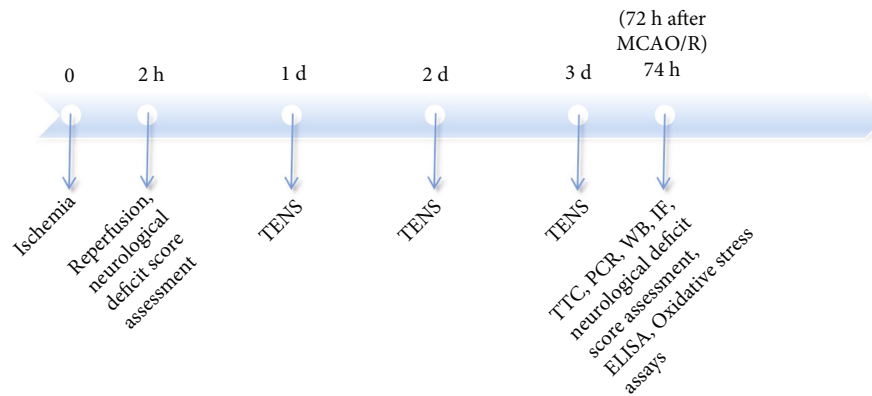 (72 h after
MCAO/R)
0
2 h
1 d
2 d
3 d
74 h
Ischemia
Reperfusion,
neurological
deficit score
assessment
TENS
TENS
TENS
TTC, PCR, WB, IF,
neurological deficit
score assessment,
ELISA, Oxidative stress
assays